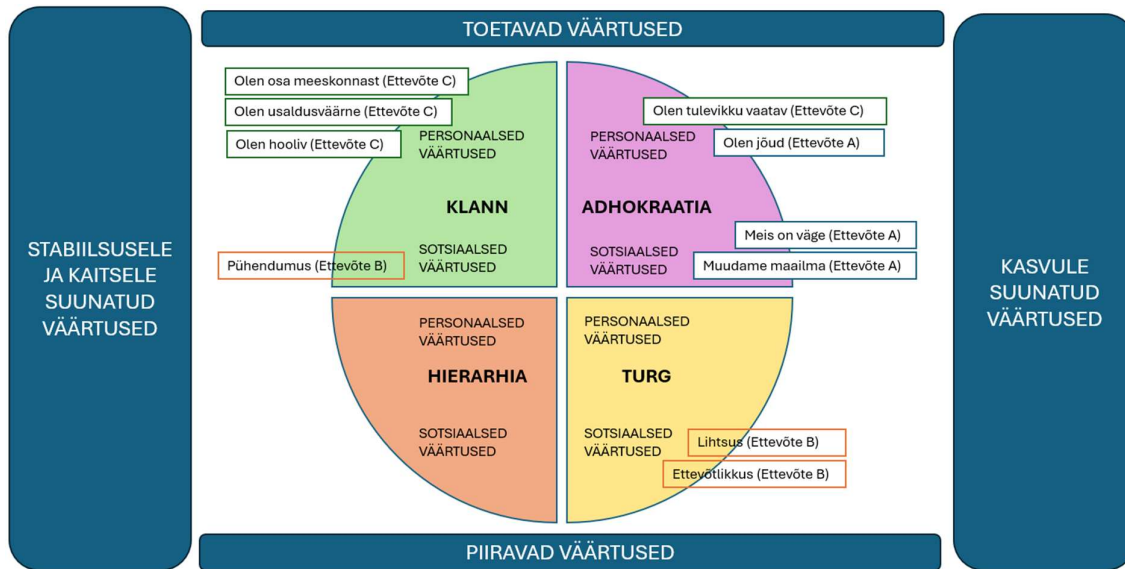 TOETAVAD VÄÄRTUSED
STABIILSUSELE
JA KAITSELE
SUUNATUD
VÄÄRTUSED
Olen osa meeskonnast (Ettevõte C)
Olen usaldusväärne (Ettevõte C)
Olen hooliv (Ettevõte C)
PERSONAALSED
VÄÄRTUSED
KLANN
SOTSIAALSED
VÄÄRTUSED
Pühendumus (Ettevõte B)
Olen tulevikku vaatav (Ettevõte C)
PERSONAALSED
VÄÄRTUSED
Olen jõud (Ettevõte A)
ADHOKRAATIA
Meis on väge (Ettevõte A)
SOTSIAALSED
VÄÄRTUSED
Muudame maailma (Ettevõte A)
PERSONAALSED
VÄÄRTUSED
HIERARHIA
SOTSIAALSED
VÄÄRTUSED
PERSONAALSED
VÄÄRTUSED
TURG
SOTSIAALSED
VÄÄRTUSED
Lihtsus (Ettevõte B)
Ettevõtlikkus (Ettevõte B)
KASVULE
SUUNATUD
VÄÄRTUSED
PIIRAVAD VÄÄRTUSED